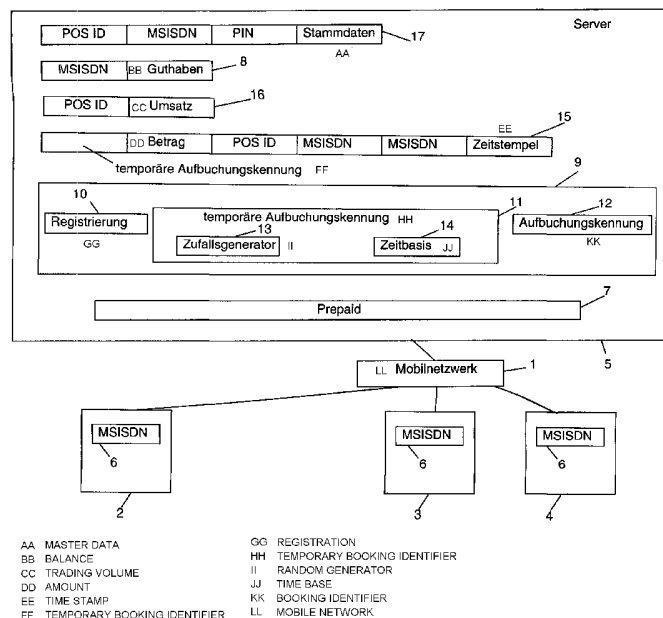 Server
POS ID MSISDN PIN Stammdaten 17
AA
MSISDN BB Guthaben 8
POS ID CC Umsatz 16
EE 15
DD Betrag POS ID MSISDN MSISDN Zeitstempel
temporäre Aufbuchungskennung FF
9
10 11 12
Registrierung temporäre Aufbuchungskennung HH Aufbuchungskennung
13 14
GG Zufallsgenerator II Zeitbasis JJ KK
7
Prepaid
5
LL Mobilnetzwerk 1
MSISDN MSISDN MSISDN
6 6 6
2 3 4
AA MASTER DATA
BB BALANCE
CC TRADING VOLUME
DD AMOUNT
EE TIME STAMP
FF TEMPORARY BOOKING IDENTIFIER
GG REGISTRATION
HH TEMPORARY BOOKING IDENTIFIER
II RANDOM GENERATOR
JJ TIME BASE
KK BOOKING IDENTIFIER
LL MOBILE NETWORK